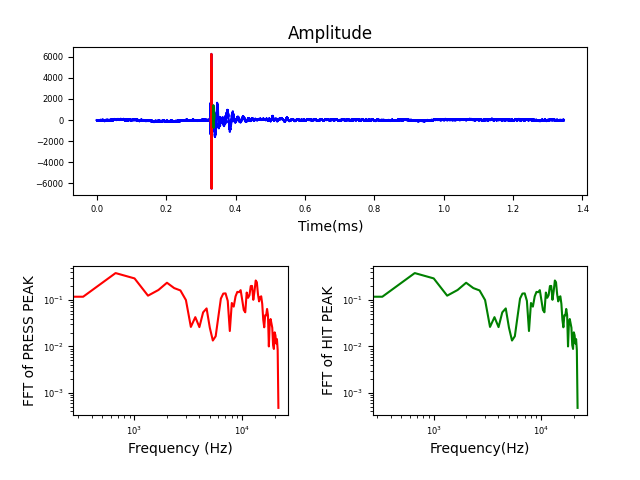 Amplitude
6000
4000
2000
0
−2000
−4000
−6000
0.0 0.2 0.4 0.6 0.8 1.0 1.2 1.4
Time(ms)
FFT of PRESS PEAK
10⁻¹
10⁻²
10⁻³
10³ 10⁴
Frequency (Hz)
FFT of HIT PEAK
10⁻¹
10⁻²
10⁻³
10³ 10⁴
Frequency(Hz)